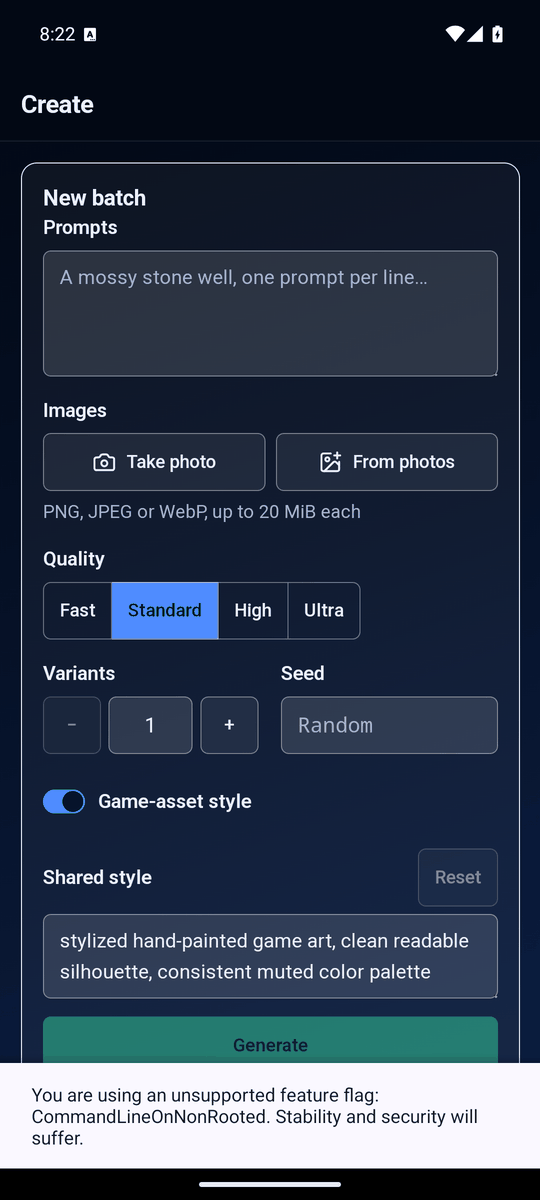 8:22 A
Create
New batch
Prompts
A mossy stone well, one prompt per line…
Images
Take photo
From photos
PNG, JPEG or WebP, up to 20 MiB each
Quality
Fast
Standard
High
Ultra
Variants
Seed
−
1
+
Random
Game-asset style
Shared style
Reset
stylized hand-painted game art, clean readable
silhouette, consistent muted color palette
Generate
You are using an unsupported feature flag:
CommandLineOnNonRooted. Stability and security will
suffer.